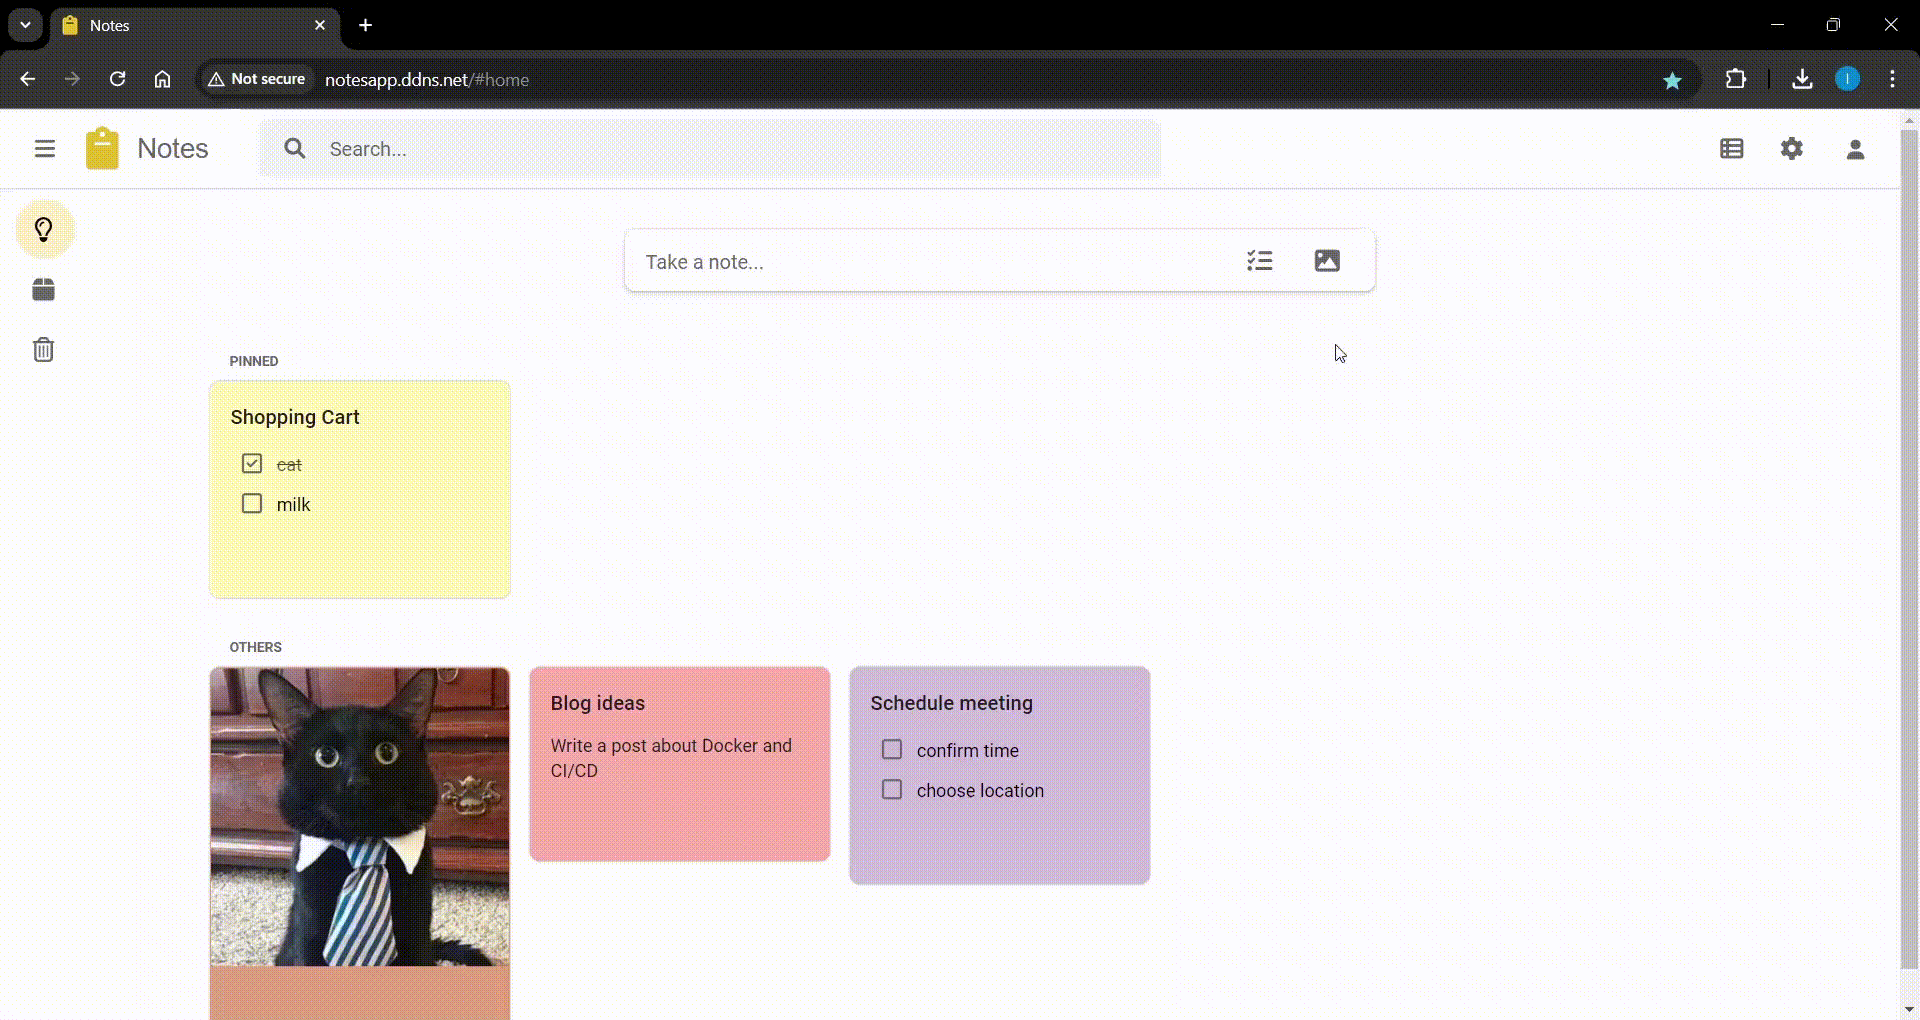 Notes
Not secure
notesapp.ddns.net/#home
I
Notes
Search...
Take a note...
PINNED
Shopping Cart
cat
milk
OTHERS
Blog ideas
Write a post about Docker and
CI/CD
Schedule meeting
confirm time
choose location